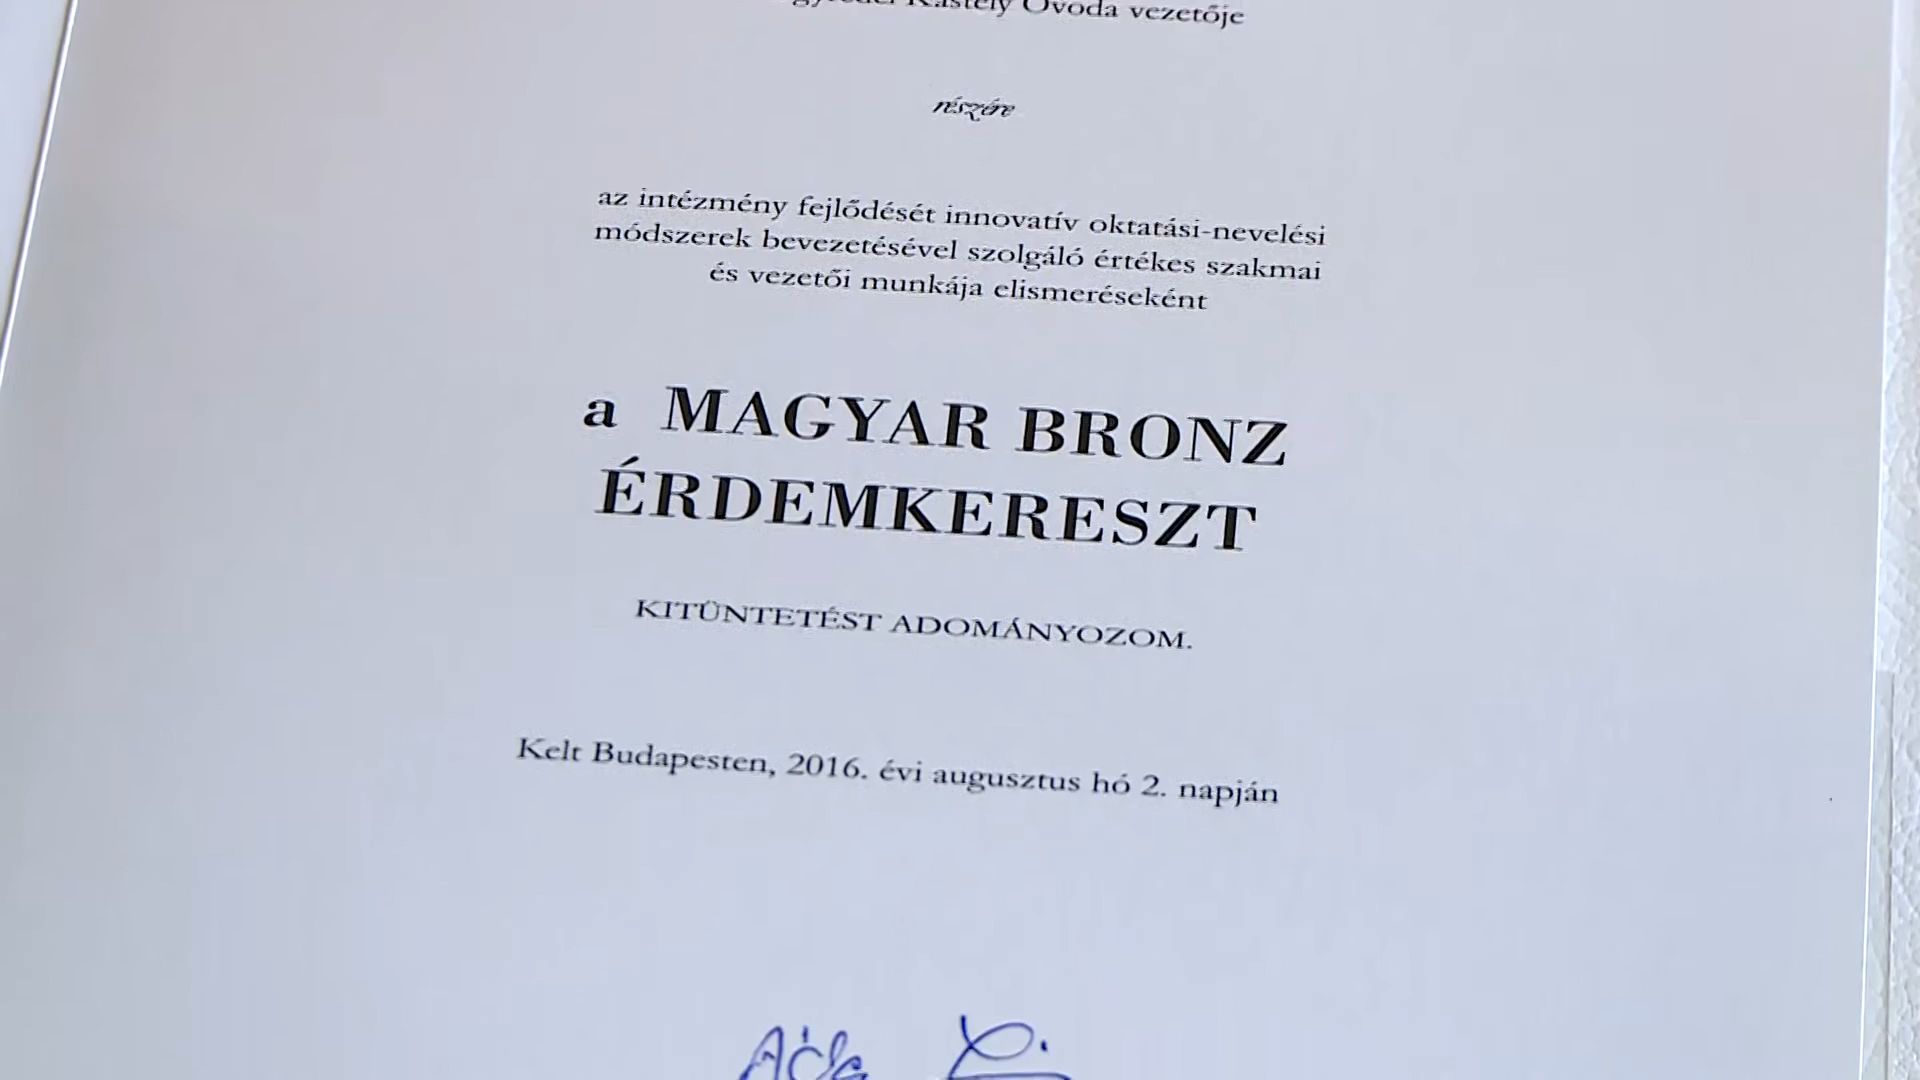 Kastély Óvoda vezetője
részére
az intézmény fejlődését innovatív oktatási-nevelési
módszerek bevezetésével szolgáló értékes szakmai
és vezetői munkája elismeréseként
a MAGYAR BRONZ
ÉRDEMKERESZT
KITÜNTETÉST ADOMÁNYOZOM.
Kelt Budapesten, 2016. évi augusztus hó 2. napján